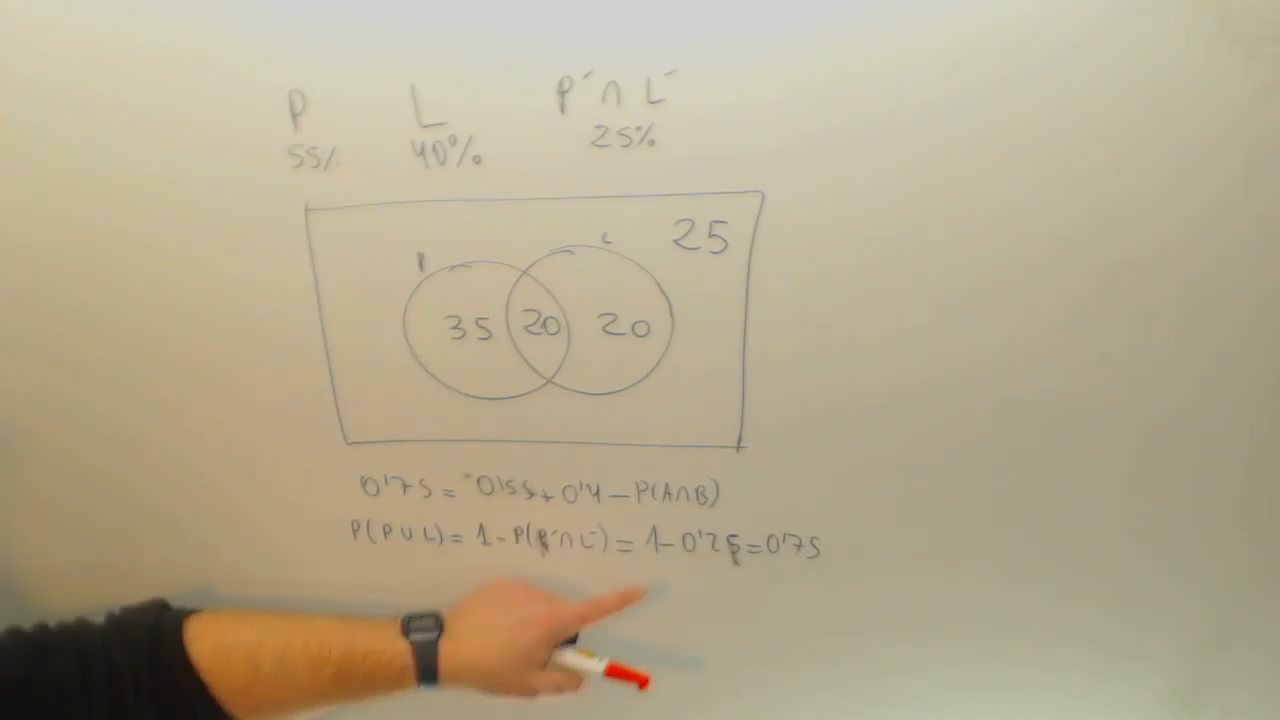 P L P´∩ L´
55% 40% 25%
25
P L
35 20 20
0'75 = 0'55 + 0'4 - P(A∩B)
P(P∪L) = 1 - P(P´∩L´) = 1 - 0'25 = 0'75